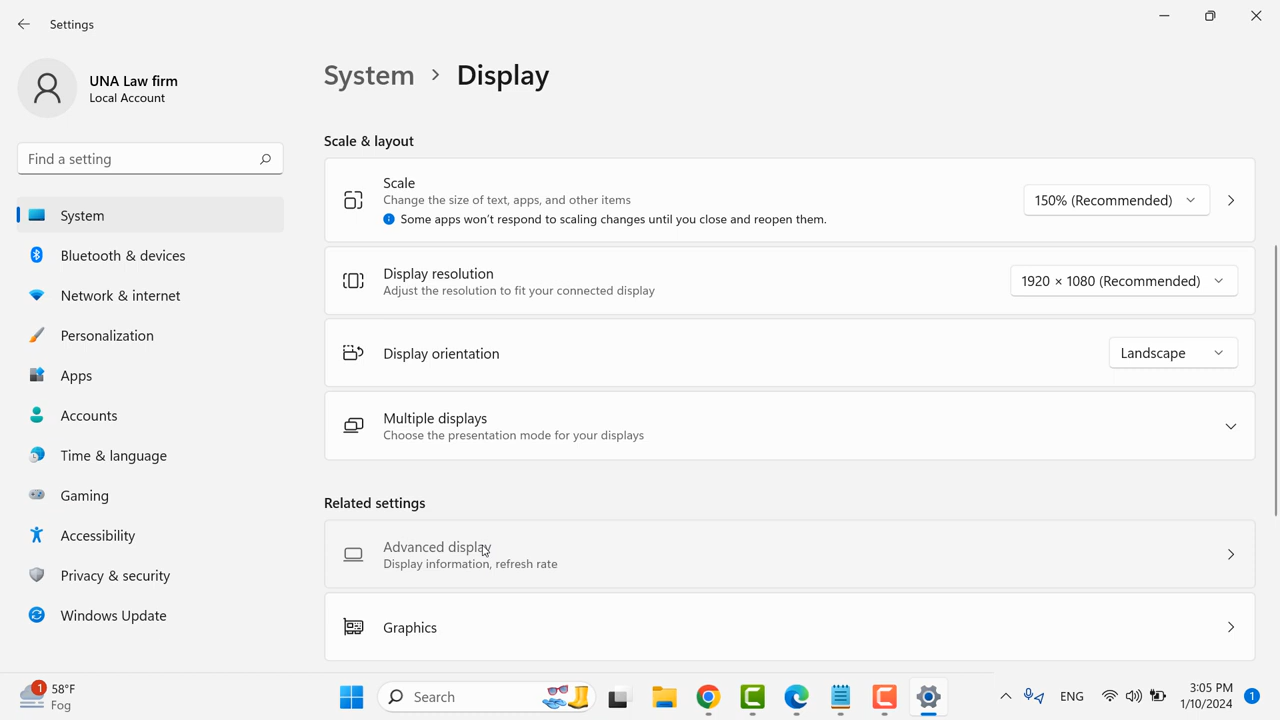 Settings
UNA Law firm
Local Account
Find a setting
System
Bluetooth & devices
Network & internet
Personalization
Apps
Accounts
Time & language
Gaming
Accessibility
Privacy & security
Windows Update
System > Display
Scale & layout
Scale
Change the size of text, apps, and other items
Some apps won't respond to scaling changes until you close and reopen them.
150% (Recommended)
Display resolution
Adjust the resolution to fit your connected display
1920 × 1080 (Recommended)
Display orientation
Landscape
Multiple displays
Choose the presentation mode for your displays
Related settings
Advanced display
Display information, refresh rate
Graphics
1
58°F
Fog
Search
ENG
3:05 PM
1/10/2024
1